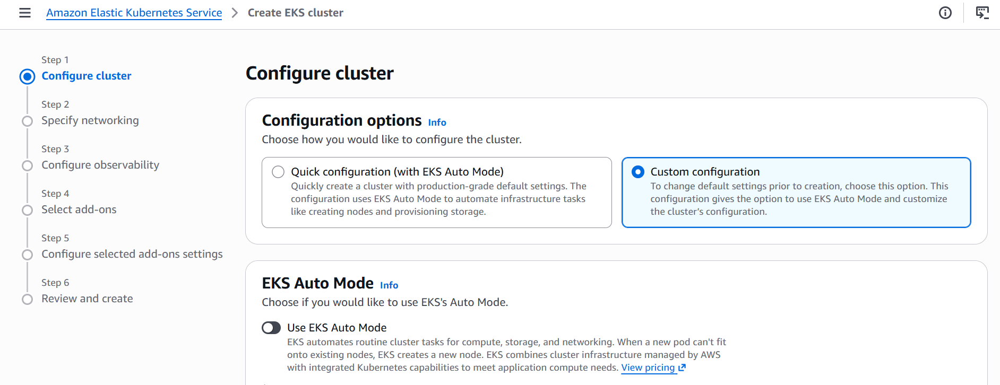 Amazon Elastic Kubernetes Service > Create EKS cluster
Step 1
Configure cluster
Step 2
Specify networking
Step 3
Configure observability
Step 4
Select add-ons
Step 5
Configure selected add-ons settings
Step 6
Review and create
Configure cluster
Configuration options Info
Choose how you would like to configure the cluster.
Quick configuration (with EKS Auto Mode)
Quickly create a cluster with production-grade default settings. The
configuration uses EKS Auto Mode to automate infrastructure tasks
like creating nodes and provisioning storage.
Custom configuration
To change default settings prior to creation, choose this option. This
configuration gives the option to use EKS Auto Mode and customize
the cluster’s configuration.
EKS Auto Mode Info
Choose if you would like to use EKS's Auto Mode.
Use EKS Auto Mode
EKS automates routine cluster tasks for compute, storage, and networking. When a new pod can't fit
onto existing nodes, EKS creates a new node. EKS combines cluster infrastructure managed by AWS
with integrated Kubernetes capabilities to meet application compute needs. View pricing